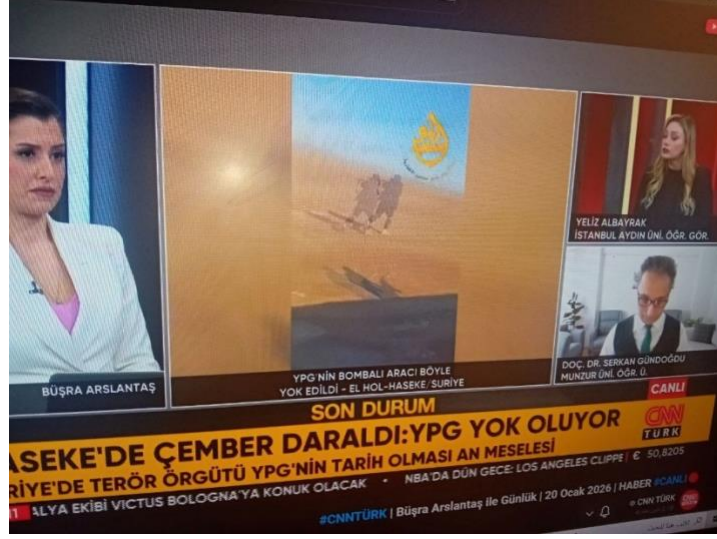 YELİZ ALBAYRAK
İSTANBUL AYDIN ÜNİ. ÖĞR. GÖR.
BÜŞRA ARSLANTAŞ
YPG'NİN BOMBALI ARACI BÖYLE
YOK EDİLDİ - EL HOL-HASEKE/SURİYE
DOÇ. DR. SERKAN GÜNDOĞDU
MUNZUR ÜNİ. ÖĞR. Ü.
CANLI
SON DURUM
CNN
TÜRK
ASEKE'DE ÇEMBER DARALDI:YPG YOK OLUYOR
RİYE'DE TERÖR ÖRGÜTÜ YPG'NİN TARİH OLMASI AN MESELESİ
ALYA EKİBİ VICTUS BOLOGNA'YA KONUK OLACAK • NBA'DA DÜN GECE: LOS ANGELES CLIPPE
€ 50,8205
#CNNTÜRK | Büşra Arslantaş ile Günlük | 20 Ocak 2026 | HABER #CANLI
CNN TÜRK